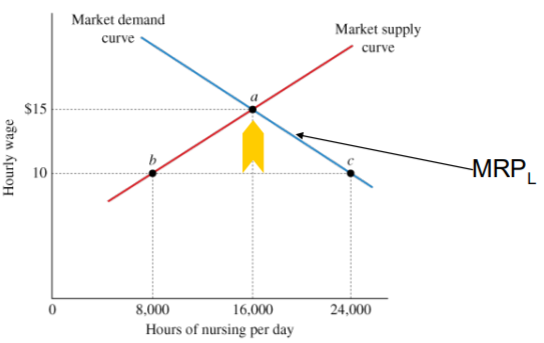 Market demand
curve
Market supply
curve
a
$15
b
c
10
MRPL
Hourly wage
0
8,000
16,000
24,000
Hours of nursing per day